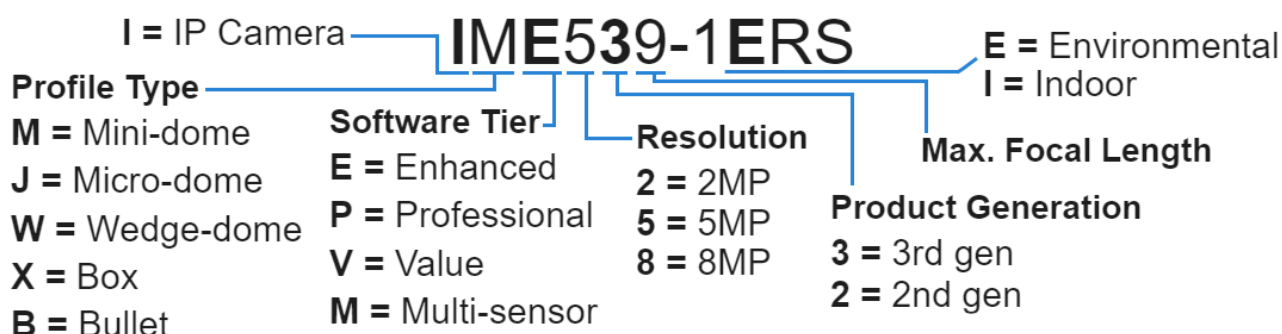 IME539-1ERS
I = IP Camera
Profile Type
M = Mini-dome
J = Micro-dome
W = Wedge-dome
X = Box
B = Bullet
Software Tier
E = Enhanced
P = Professional
V = Value
M = Multi-sensor
Resolution
2 = 2MP
5 = 5MP
8 = 8MP
Product Generation
3 = 3rd gen
2 = 2nd gen
Max. Focal Length
E = Environmental
I = Indoor